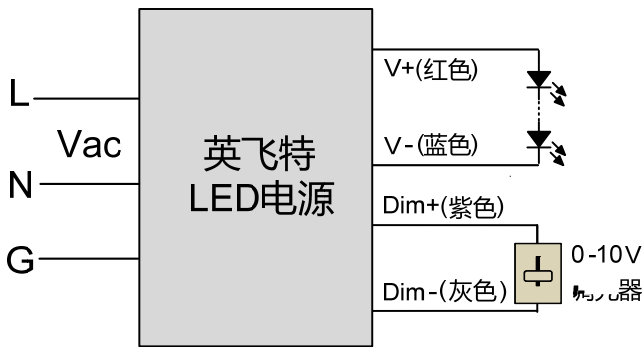 L
Vac
N
G
英飞特
LED电源
V+(红色)
V-(蓝色)
Dim+(紫色)
Dim-(灰色)
0-10V
器